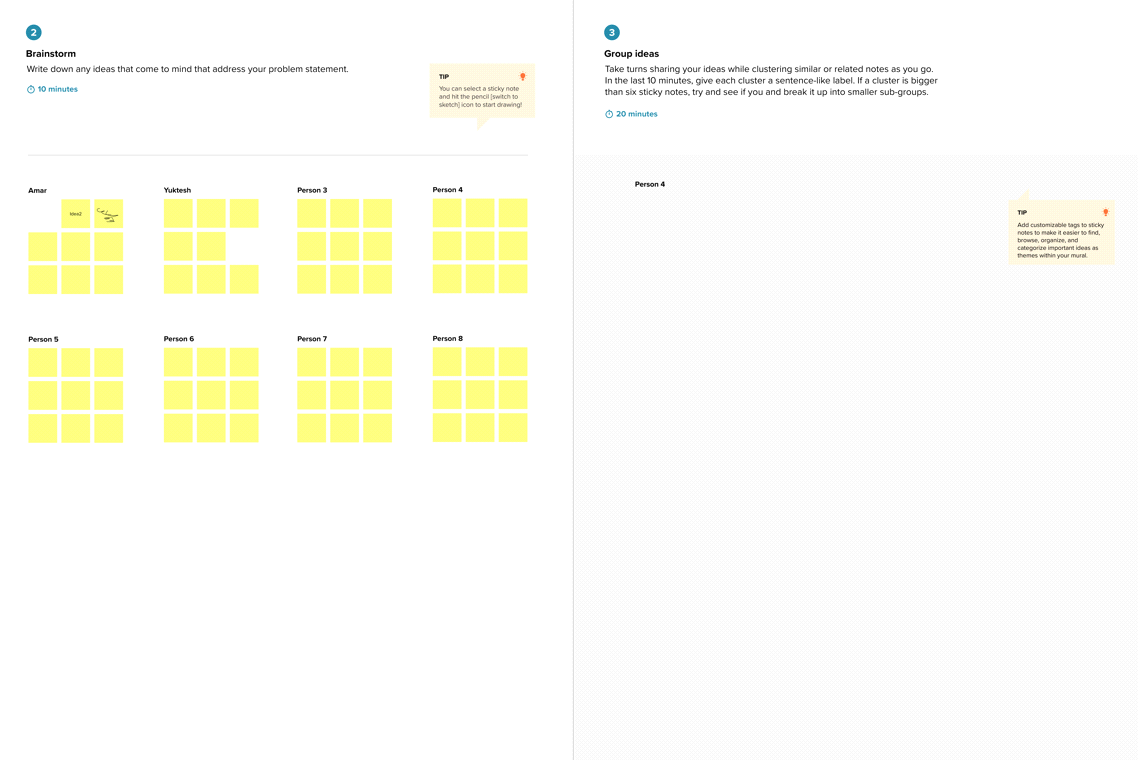 2
Brainstorm
Write down any ideas that come to mind that address your problem statement.
10 minutes
TIP
You can select a sticky note
and hit the pencil [switch to
sketch] icon to start drawing!
Amar
Idea2
Yuktesh
Person 3
Person 4
Person 5
Person 6
Person 7
Person 8
3
Group ideas
Take turns sharing your ideas while clustering similar or related notes as you go.
In the last 10 minutes, give each cluster a sentence-like label. If a cluster is bigger
than six sticky notes, try and see if you and break it up into smaller sub-groups.
20 minutes
Person 4
TIP
Add customizable tags to sticky
notes to make it easier to find,
browse, organize, and
categorize important ideas as
themes within your mural.